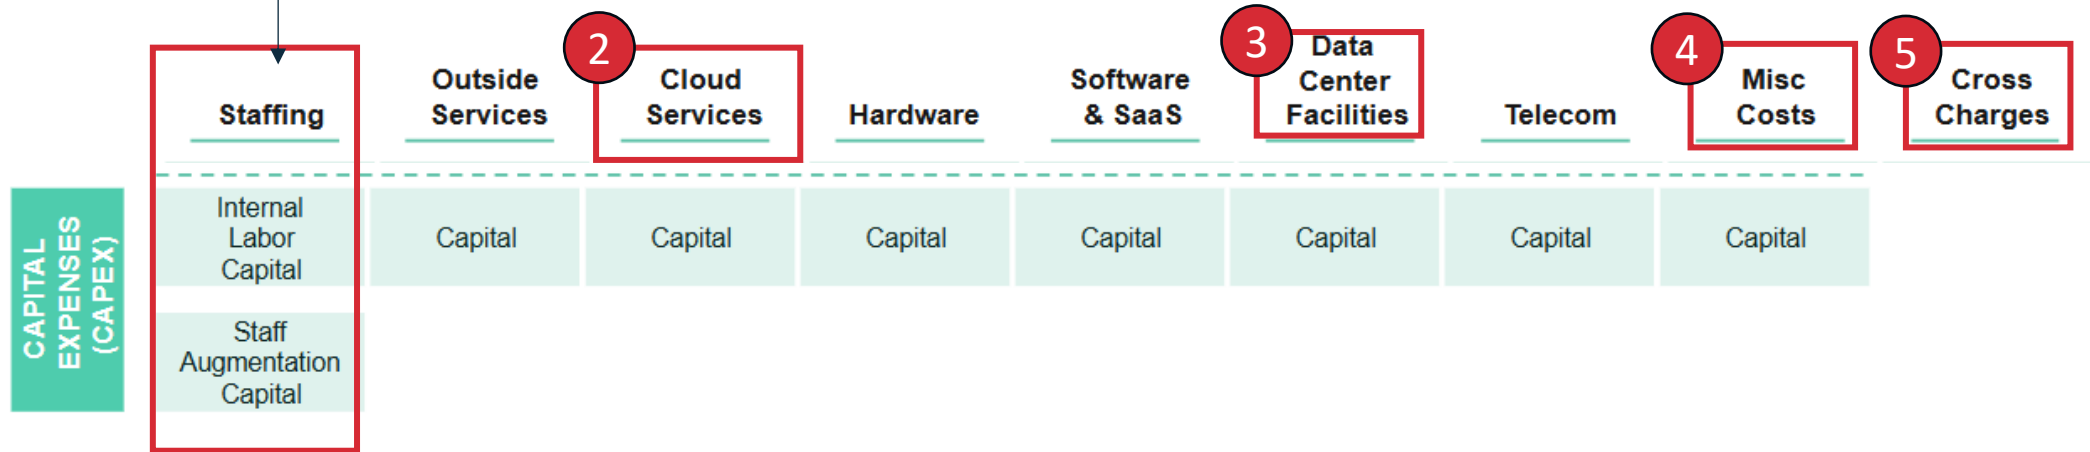 Staffing
Outside
Services
2
Cloud
Services
Hardware
Software
& SaaS
3
Data
Center
Facilities
Telecom
4
Misc
Costs
5
Cross
Charges
CAPITAL
EXPENSES
(CAPEX)
Internal
Labor
Capital
Capital
Capital
Capital
Capital
Capital
Capital
Capital
Staff
Augmentation
Capital